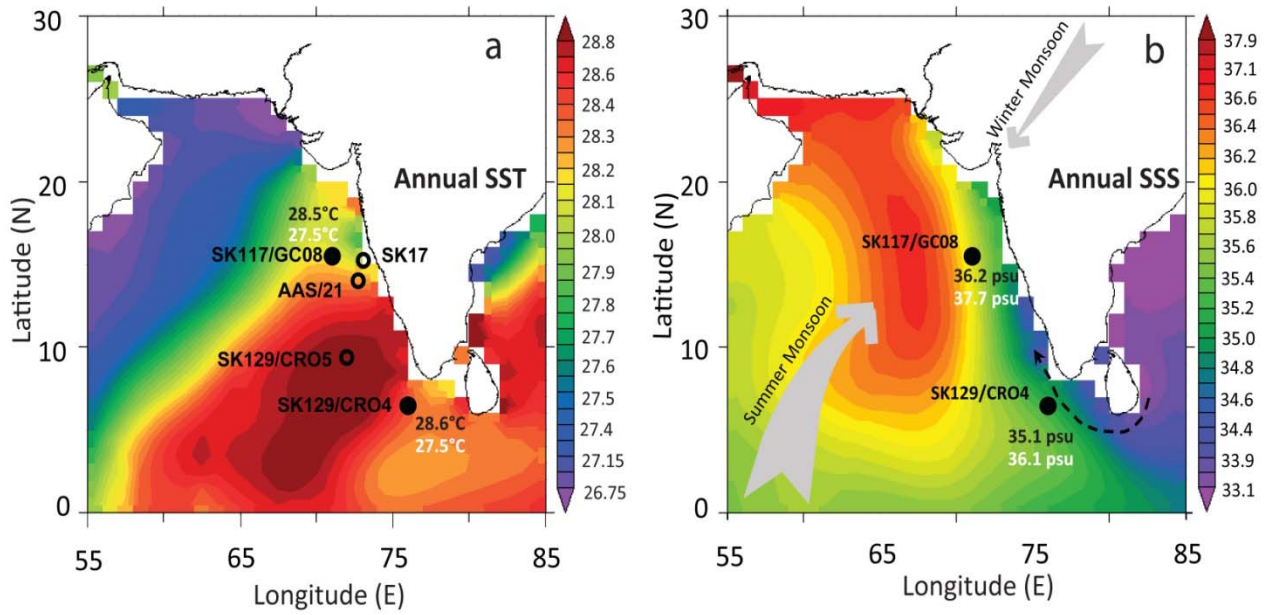 a
Annual SST
30
20
10
0
Latitude (N)
28.5°C
27.5°C
SK117/GC08
SK17
AAS/21
SK129/CRO5
SK129/CRO4
28.6°C
27.5°C
55
65
75
85
Longitude (E)
28.8
28.6
28.4
28.3
28.2
28.1
28.0
27.9
27.8
27.7
27.6
27.5
27.4
27.15
26.75
b
Winter Monsoon
Annual SSS
30
20
10
0
Latitude (N)
SK117/GC08
36.2 psu
37.7 psu
Summer Monsoon
SK129/CRO4
35.1 psu
36.1 psu
55
65
75
85
Longitude (E)
37.9
37.1
36.6
36.4
36.2
36.0
35.8
35.6
35.4
35.2
35.0
34.8
34.6
34.4
33.9
33.1